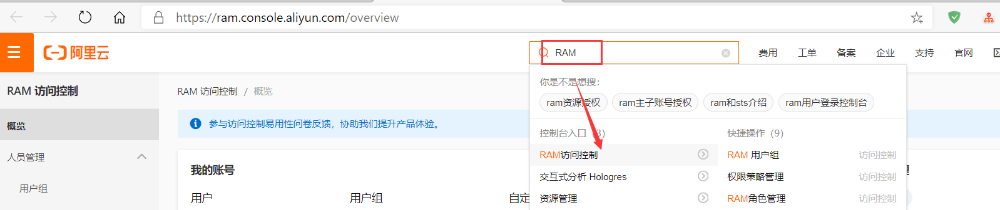 https://ram.console.aliyun.com/overview
阿里云
RAM
费用 工单 备案 企业 支持 官网
RAM 访问控制
RAM 访问控制 / 概览
你是不是想搜：
ram资源授权 ram主子账号授权 ram和sts介绍 ram用户登录控制台
概览
参与访问控制易用性问卷反馈，协助我们提升产品体验。
控制台入口 (3) 快捷操作 (9)
人员管理
RAM访问控制 RAM 用户组 访问控制
我的账号
交互式分析 Hologres 权限策略管理 访问控制
用户组
用户 用户组 自定
资源管理 RAM角色管理 访问控制